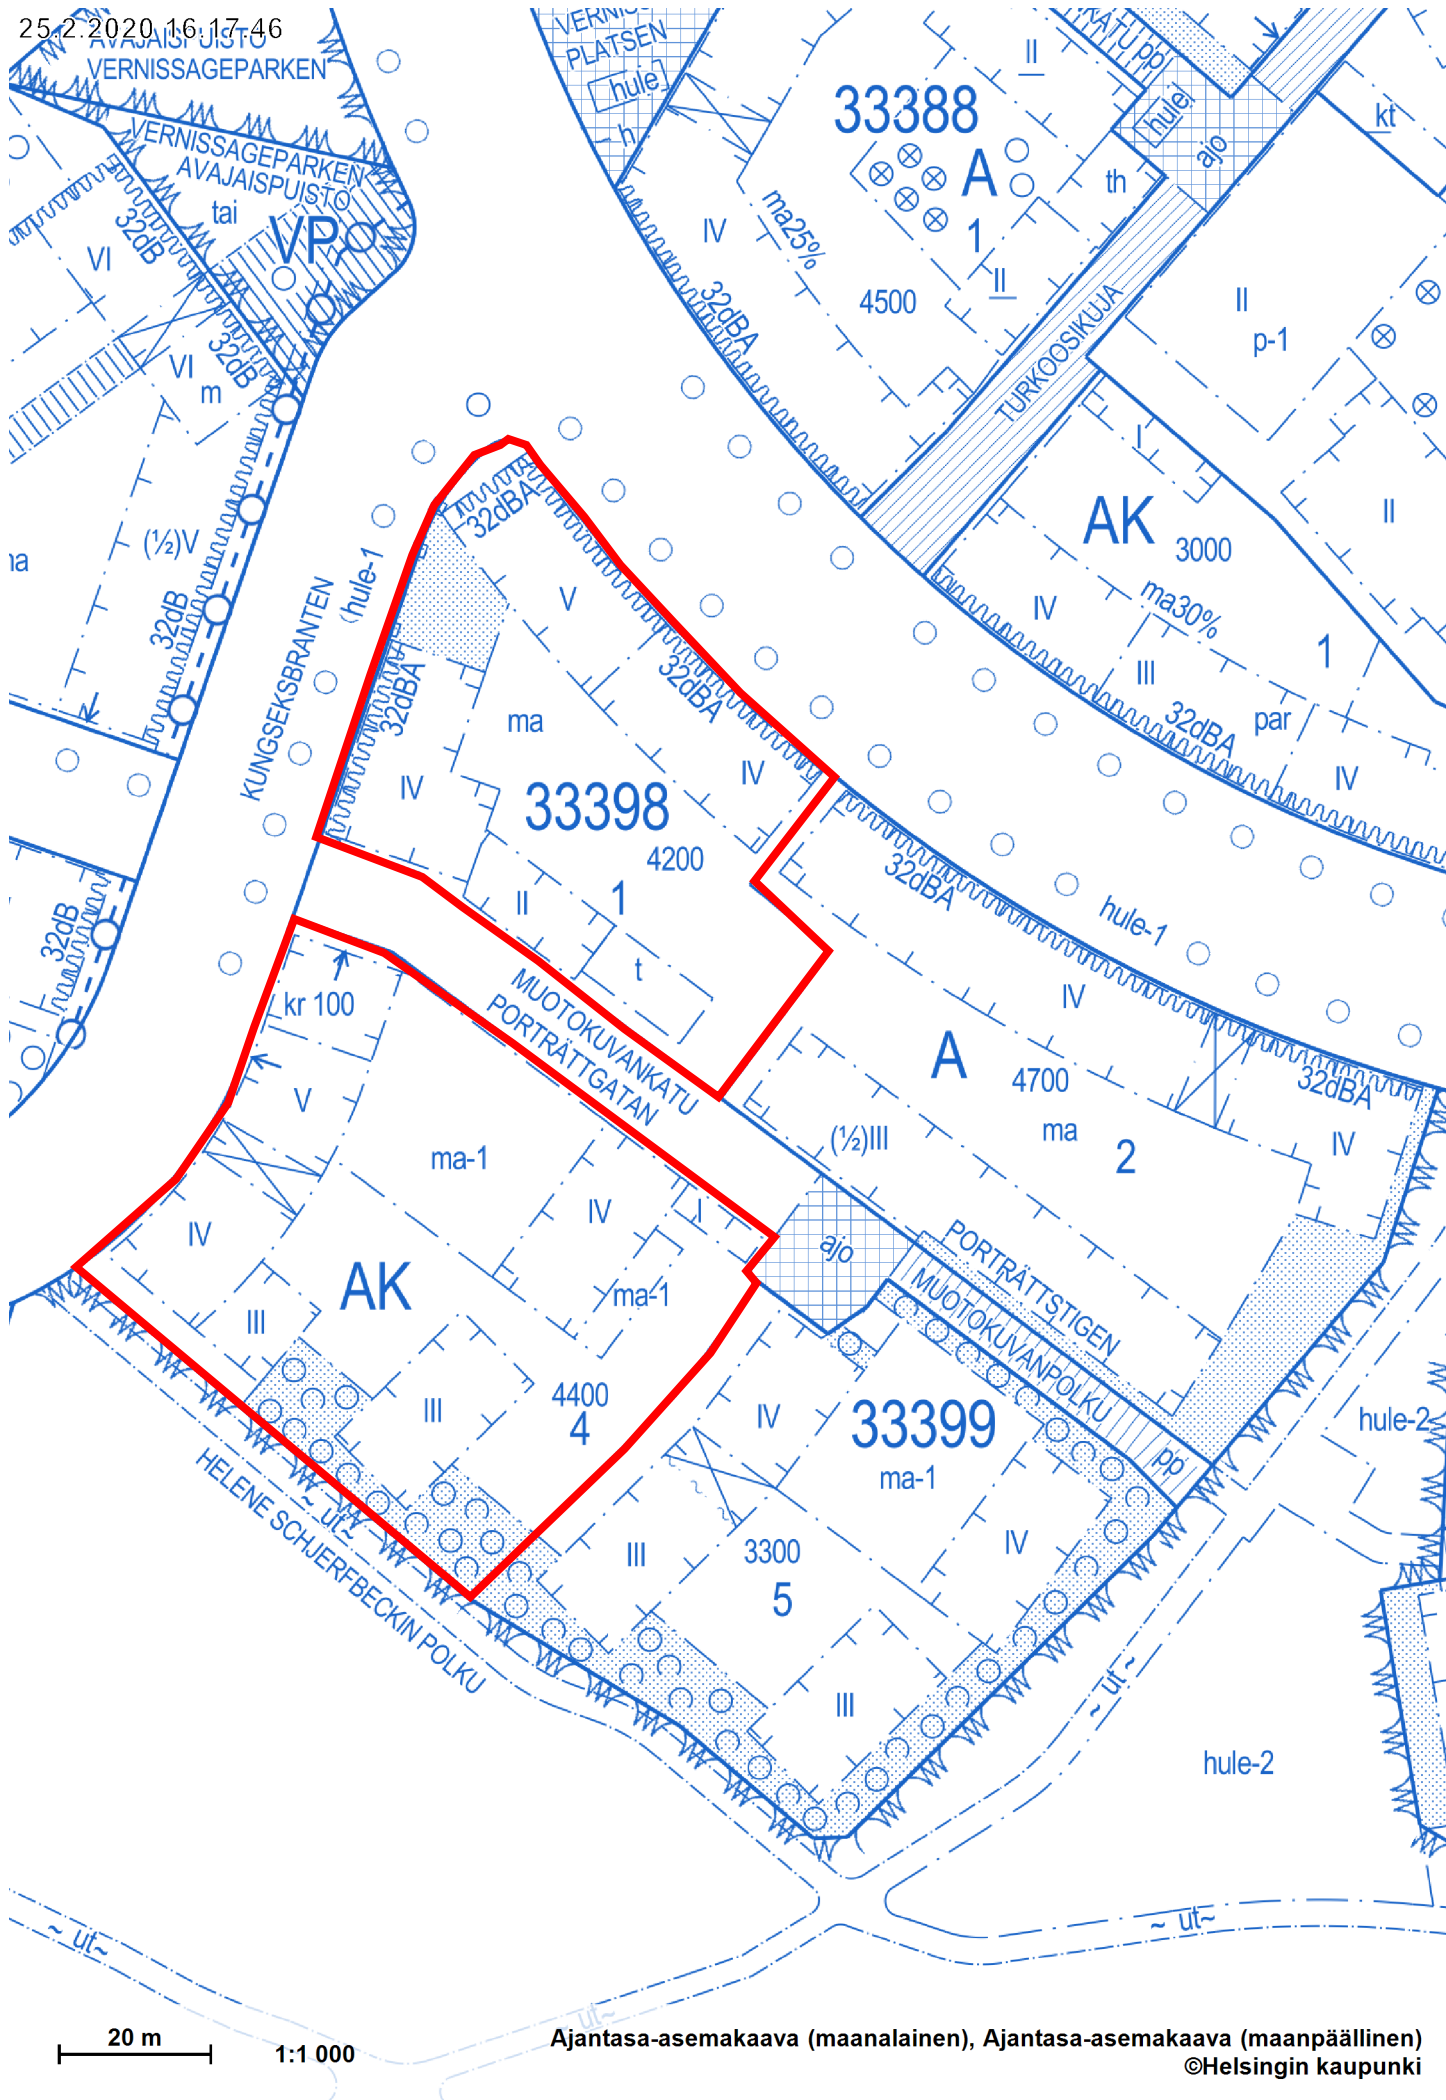 25.2.2020 16.17.46
AVAJAISPUISTO
VERNISSAGEPARKEN
VERNISSAGEPARKEN
AVAJAISPUISTO
tai
VP
32dB
VI
32dB
VI
m
(½)V
32dB
32dB
PLATSEN
hule
h
33388
II
A
1
th
IV
ma25%
II
4500
32dBA
KATU pp
hule
ajo
kt
TURKOOSIKUJA
II
p-1
I
II
AK
3000
IV
ma30%
III
1
32dBA
par
IV
KUNGSEKSBRANTEN
hule-1
32dBA
V
32dBA
32dBA
ma
IV
IV
33398
4200
1
II
t
32dBA
hule-1
MUOTOKUVANKATU
PORTRÄTTGATAN
kr 100
V
IV
A
4700
ma
2
(½)III
IV
32dBA
ma-1
IV
I
ajo
IV
AK
ma-1
III
PORTRÄTTSTIGEN
MUOTOKUVANPOLKU
pp
4400
4
III
IV
33399
ma-1
hule-2
HELENE SCHJERFBECKIN POLKU
~ ut~
III
3300
5
IV
III
~ ut~
hule-2
~ ut~
~ ut~
~ ut~
20 m
1:1 000
Ajantasa-asemakaava (maanalainen), Ajantasa-asemakaava (maanpäällinen)
©Helsingin kaupunki